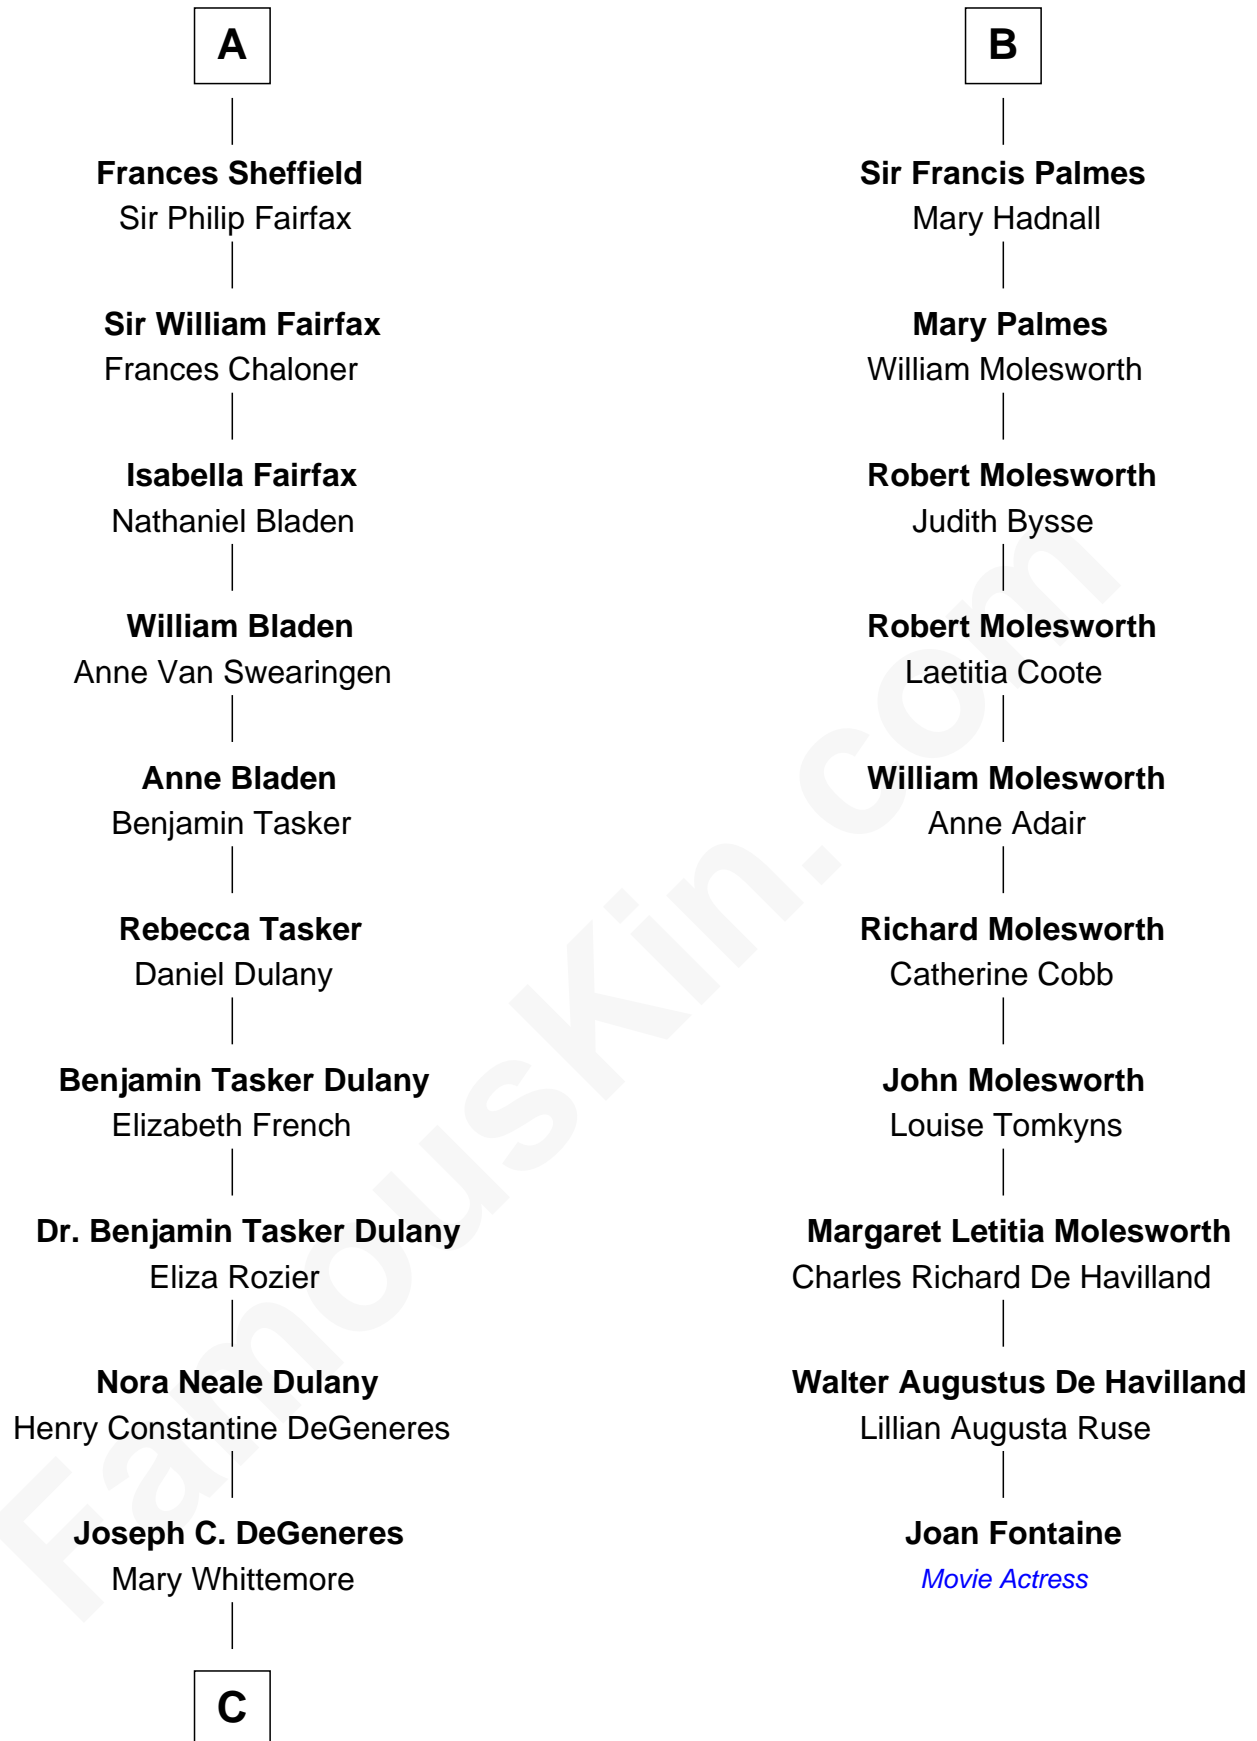 A
Frances Sheffield
Sir Philip Fairfax
Sir William Fairfax
Frances Chaloner
Isabella Fairfax
Nathaniel Bladen
William Bladen
Anne Van Swearingen
Anne Bladen
Benjamin Tasker
Rebecca Tasker
Daniel Dulany
Benjamin Tasker Dulany
Elizabeth French
Dr. Benjamin Tasker Dulany
Eliza Rozier
Nora Neale Dulany
Henry Constantine DeGeneres
Joseph C. DeGeneres
Mary Whittemore
C
B
Sir Francis Palmes
Mary Hadnall
Mary Palmes
William Molesworth
Robert Molesworth
Judith Bysse
Robert Molesworth
Laetitia Coote
William Molesworth
Anne Adair
Richard Molesworth
Catherine Cobb
John Molesworth
Louise Tomkyns
Margaret Letitia Molesworth
Charles Richard De Havilland
Walter Augustus De Havilland
Lillian Augusta Ruse
Joan Fontaine
Movie Actress
FamousKin.com